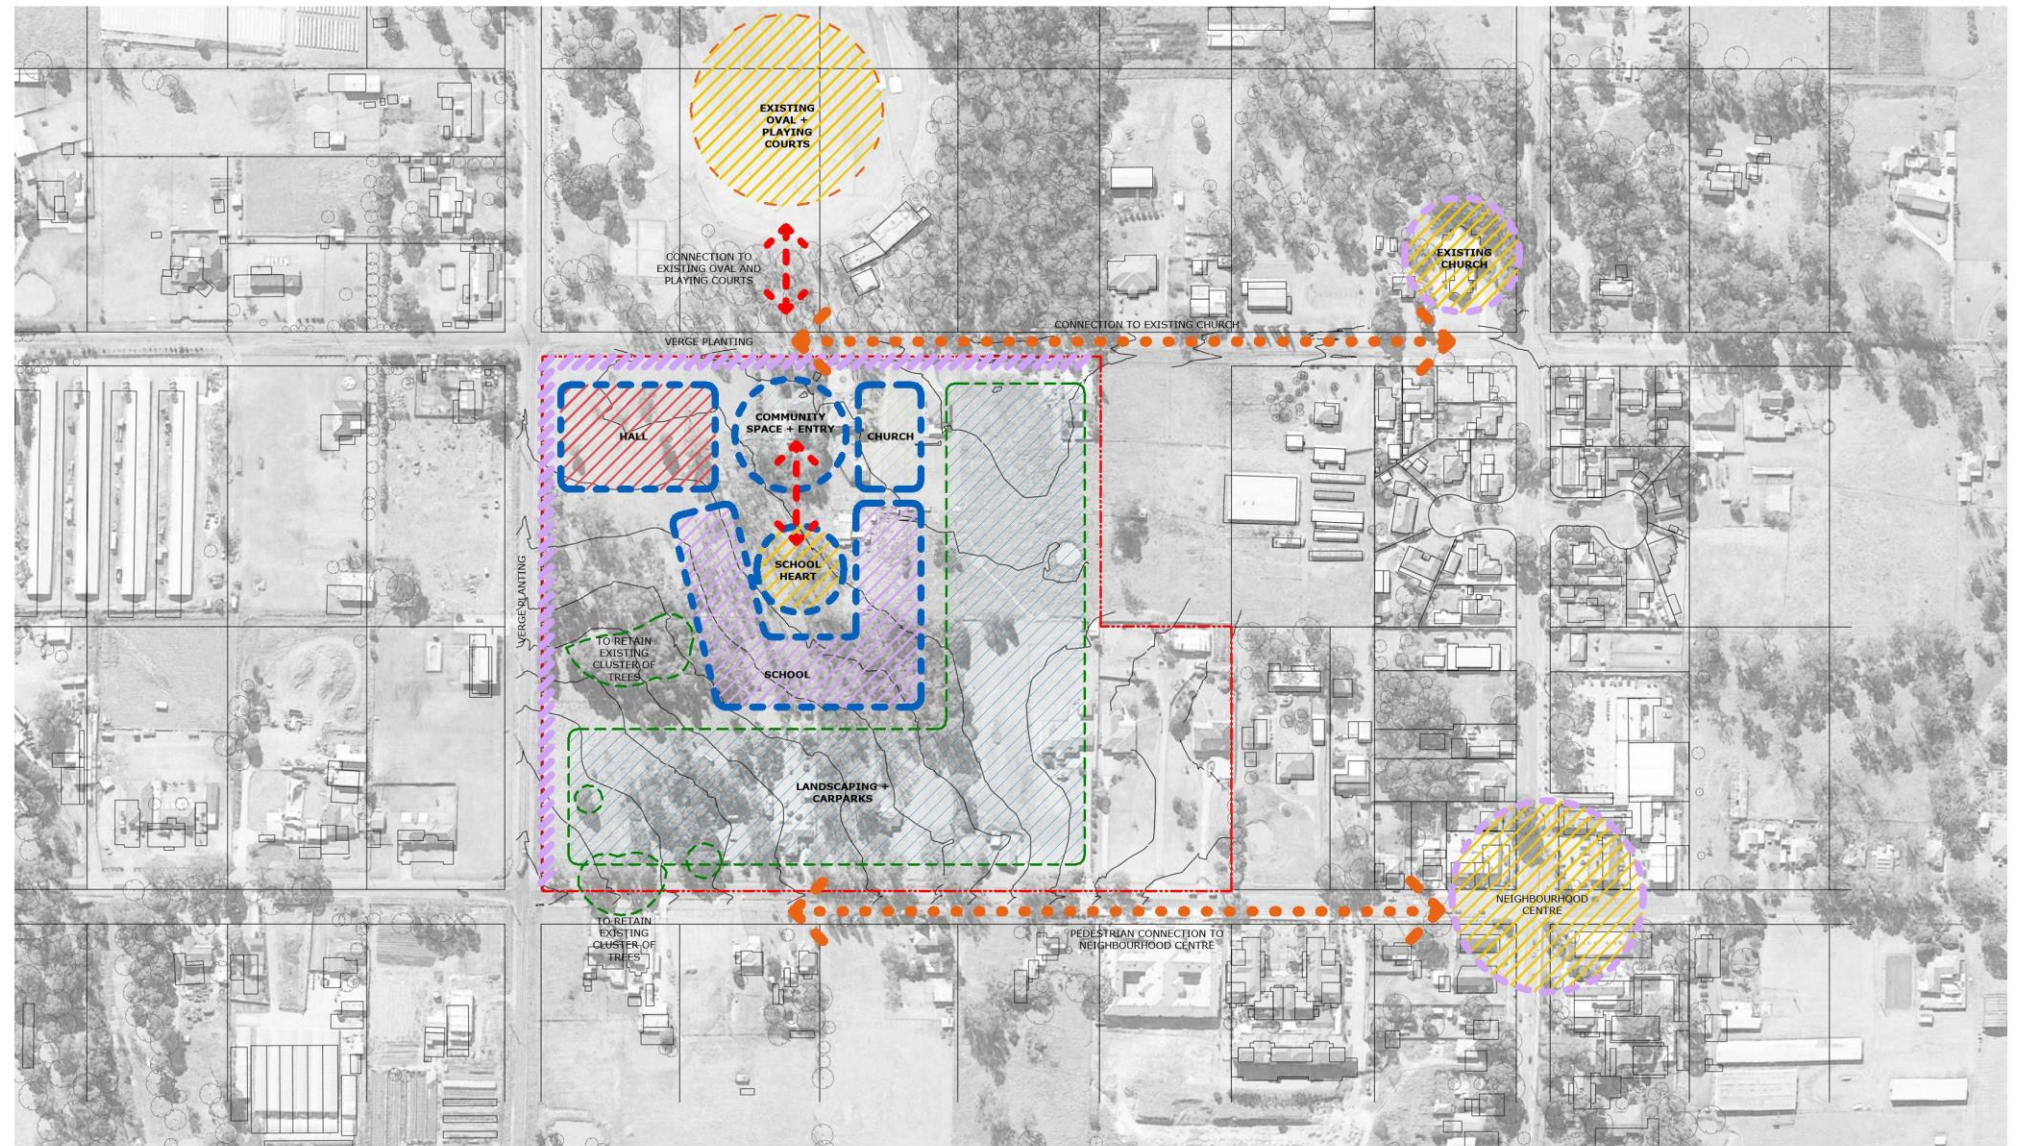 EXISTING
OVAL +
PLAYING
COURTS
CONNECTION TO
EXISTING OVAL AND
PLAYING COURTS
EXISTING
CHURCH
CONNECTION TO EXISTING CHURCH
VERGE PLANTING
HALL
COMMUNITY
SPACE + ENTRY
CHURCH
SCHOOL
HEART
VERGE PLANTING
TO RETAIN
EXISTING
CLUSTER OF
TREES
SCHOOL
LANDSCAPING +
CARPARKS
NEIGHBOURHOOD
CENTRE
TO RETAIN
EXISTING
CLUSTER OF
TREES
PEDESTRIAN CONNECTION TO
NEIGHBOURHOOD CENTRE